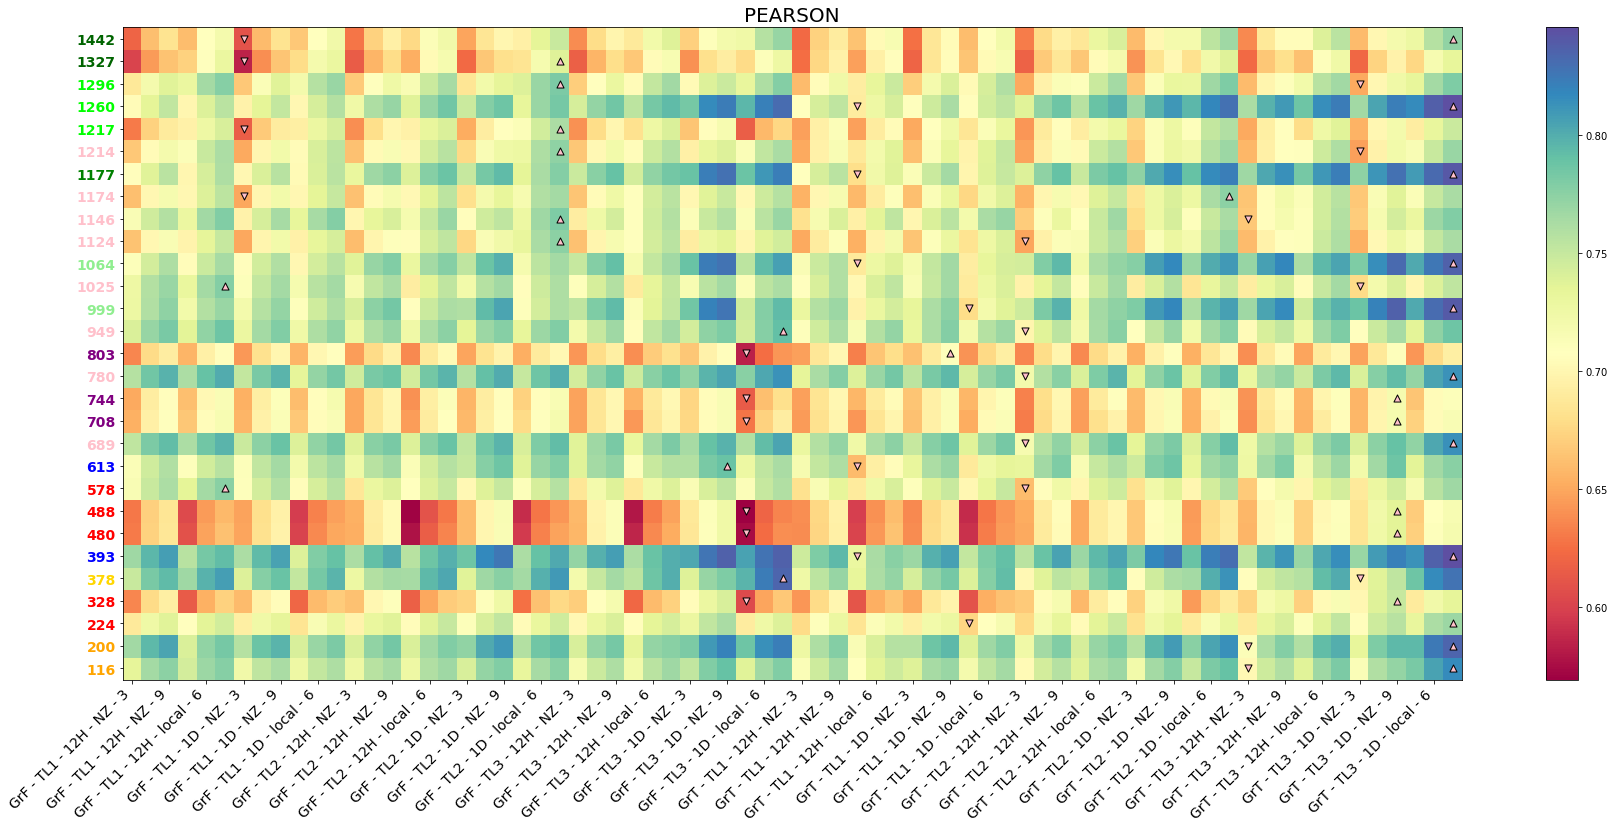 PEARSON
1442
1327
1296
1260
1217
1214
1177
1174
1146
1124
1064
1025
999
949
803
780
744
708
689
613
578
488
480
393
378
328
224
200
116
0.80
0.75
0.70
0.65
0.60
GrF - TL1 - 12H - NZ - 3
GrF - TL1 - 12H - NZ - 9
GrF - TL1 - 12H - local - 6
GrF - TL1 - 1D - NZ - 3
GrF - TL1 - 1D - NZ - 9
GrF - TL1 - 1D - local - 6
GrF - TL2 - 12H - NZ - 3
GrF - TL2 - 12H - NZ - 9
GrF - TL2 - 12H - local - 6
GrF - TL2 - 1D - NZ - 3
GrF - TL2 - 1D - NZ - 9
GrF - TL2 - 1D - local - 6
GrF - TL3 - 12H - NZ - 3
GrF - TL3 - 12H - NZ - 9
GrF - TL3 - 12H - local - 6
GrF - TL3 - 1D - NZ - 3
GrF - TL3 - 1D - NZ - 9
GrF - TL3 - 1D - local - 6
GrT - TL1 - 12H - NZ - 3
GrT - TL1 - 12H - NZ - 9
GrT - TL1 - 12H - local - 6
GrT - TL1 - 1D - NZ - 3
GrT - TL1 - 1D - NZ - 9
GrT - TL1 - 1D - local - 6
GrT - TL2 - 12H - NZ - 3
GrT - TL2 - 12H - NZ - 9
GrT - TL2 - 12H - local - 6
GrT - TL2 - 1D - NZ - 3
GrT - TL2 - 1D - NZ - 9
GrT - TL2 - 1D - local - 6
GrT - TL3 - 12H - NZ - 3
GrT - TL3 - 12H - NZ - 9
GrT - TL3 - 12H - local - 6
GrT - TL3 - 1D - NZ - 3
GrT - TL3 - 1D - NZ - 9
GrT - TL3 - 1D - local - 6